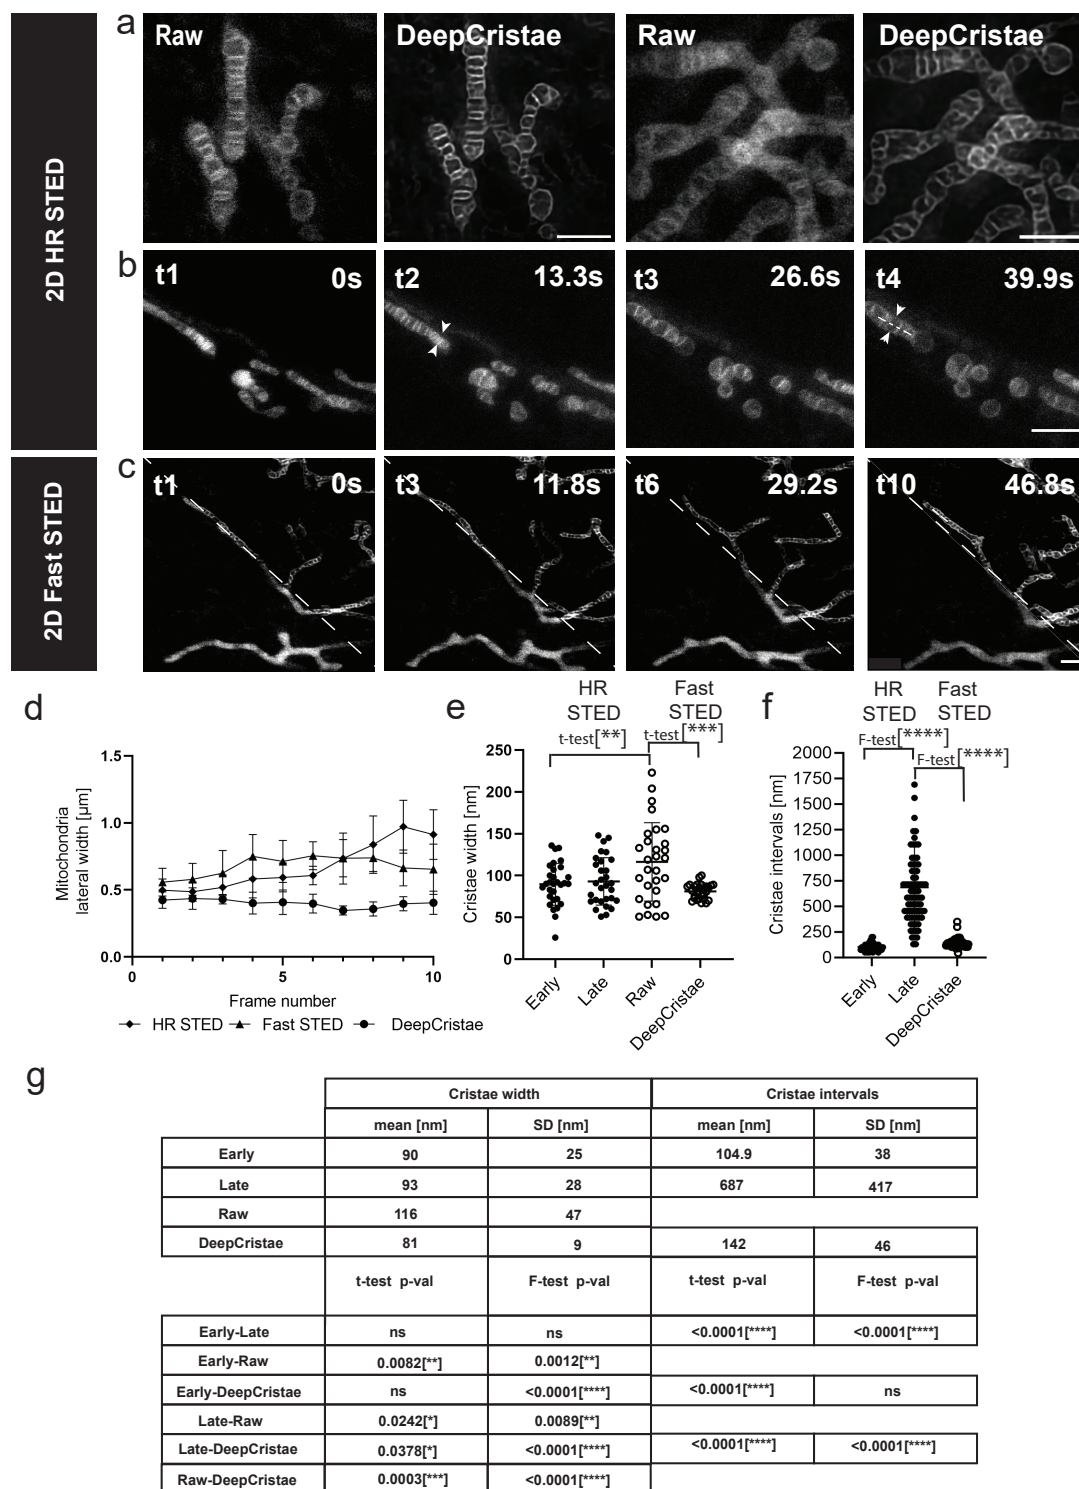 a
Raw
DeepCristae
Raw
DeepCristae
2D HR STED
b
t1
0s
t2
13.3s
t3
26.6s
t4
39.9s
2D Fast STED
c
t1
0s
t3
11.8s
t6
29.2s
t10
46.8s
d
1.5
1.0
0.5
0.0
Mitochondria
lateral width [µm]
0
5
10
Frame number
HR STED
Fast STED
DeepCristae
e
HR
STED
Fast
STED
t-test[**]
t-test[***]
250
200
150
100
50
0
Cristae width [nm]
Early
Late
Raw
DeepCristae
f
HR
STED
Fast
STED
F-test[****]
F-test[****]
2000
1750
1500
1250
1000
750
500
250
0
Cristae intervals [nm]
Early
Late
DeepCristae
g
Cristae width Cristae intervals
mean [nm] SD [nm] mean [nm] SD [nm]
Early 90 25 104.9 38
Late 93 28 687 417
Raw 116 47
DeepCristae 81 9 142 46
t-test p-val F-test p-val t-test p-val F-test p-val
Early-Late ns ns <0.0001[****] <0.0001[****]
Early-Raw 0.0082[**] 0.0012[**]
Early-DeepCristae ns <0.0001[****] <0.0001[****] ns
Late-Raw 0.0242[*] 0.0089[**]
Late-DeepCristae 0.0378[*] <0.0001[****] <0.0001[****] <0.0001[****]
Raw-DeepCristae 0.0003[***] <0.0001[****]